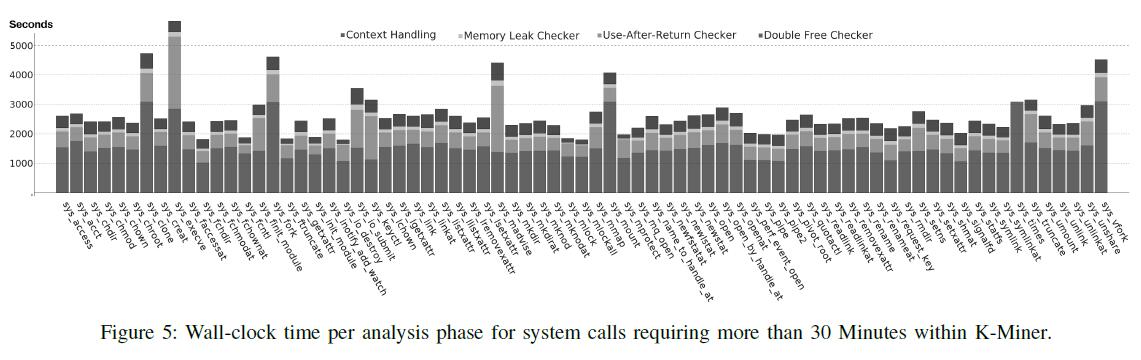 Seconds
Context Handling Memory Leak Checker Use-After-Return Checker Double Free Checker
5000
4000
3000
2000
1000
sys_access
sys_acct
sys_chdir
sys_chmod
sys_chown
sys_chroot
sys_clone
sys_creat
sys_execve
sys_faccessat
sys_fchdir
sys_fchmodat
sys_fchownat
sys_fcntl
sys_finit_module
sys_fork
sys_ftruncate
sys_getxattr
sys_init_module
sys_inotify_add_watch
sys_io_destroy
sys_io_submit
sys_keyctl
sys_lchown
sys_lgetxattr
sys_link
sys_linkat
sys_listxattr
sys_llistxattr
sys_lremovexattr
sys_lsetxattr
sys_madvise
sys_mkdir
sys_mkdirat
sys_mknod
sys_mknodat
sys_mlock
sys_mlockall
sys_mmap
sys_mount
sys_mprotect
sys_mq_open
sys_name_to_handle_at
sys_newfstatat
sys_newlstat
sys_newstat
sys_open
sys_open_by_handle_at
sys_openat
sys_perf_event_open
sys_pipe
sys_pipe2
sys_pivot_root
sys_quotactl
sys_readlink
sys_readlinkat
sys_removexattr
sys_rename
sys_renameat
sys_request_key
sys_rmdir
sys_setns
sys_setxattr
sys_shmat
sys_signalfd
sys_statfs
sys_symlink
sys_symlinkat
sys_times
sys_truncate
sys_umount
sys_unlink
sys_unlinkat
sys_unshare
sys_vfork
Figure 5: Wall-clock time per analysis phase for system calls requiring more than 30 Minutes within K-Miner.